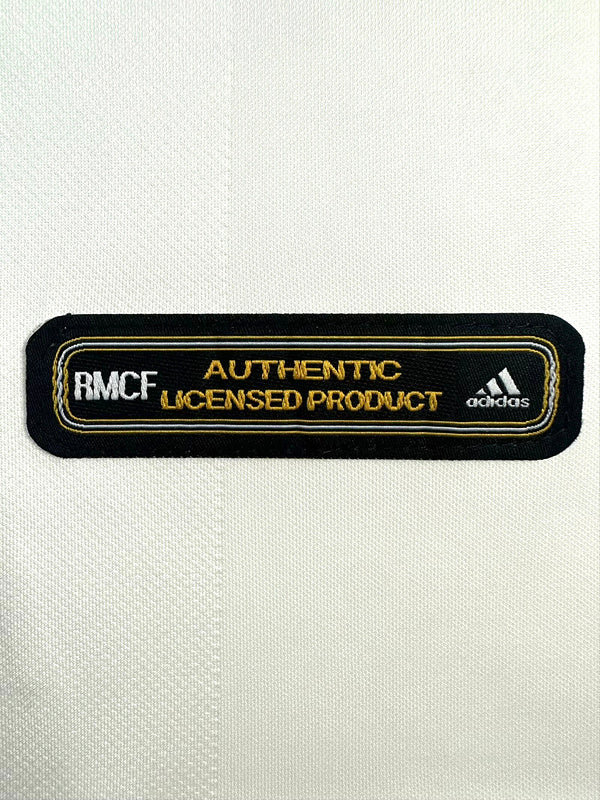 RMCF
AUTHENTIC
LICENSED PRODUCT
adidas